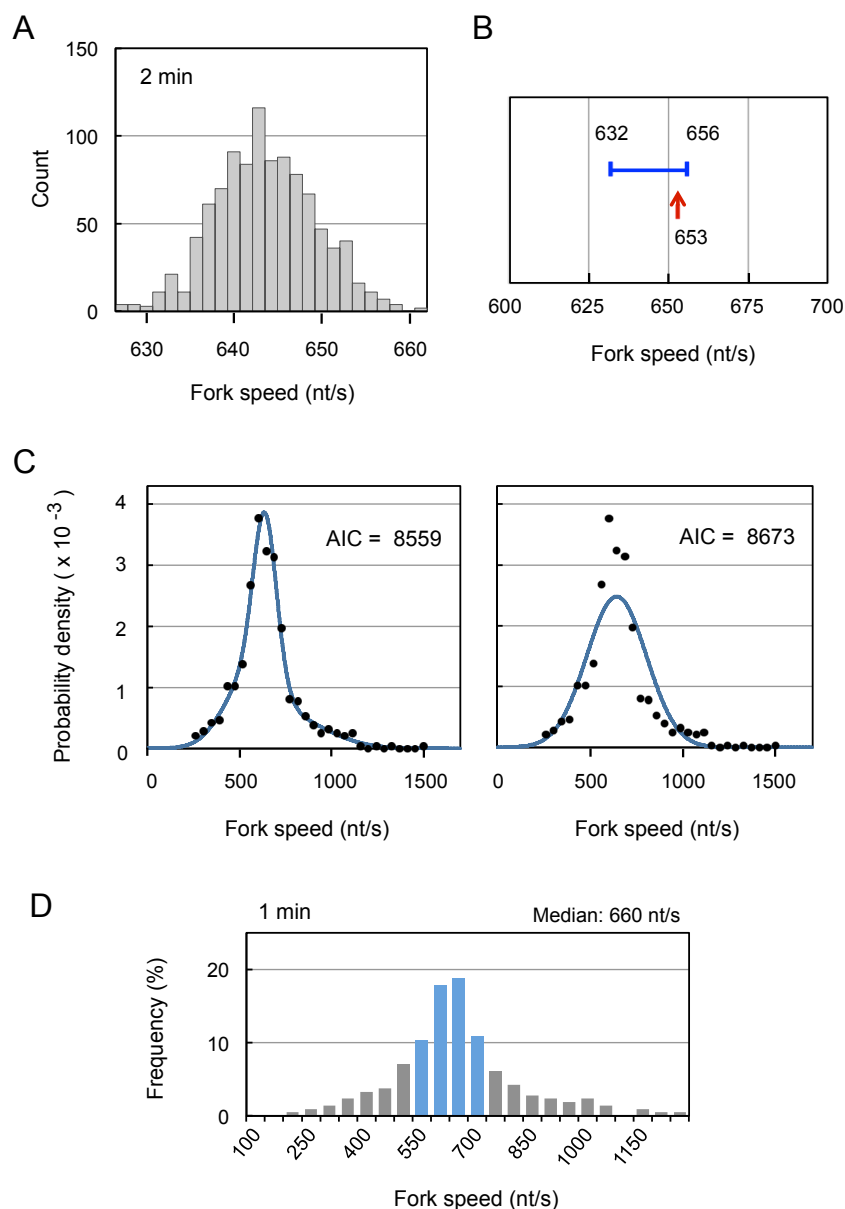 A
150
2 min
100
Count
50
0
630 640 650 660
Fork speed (nt/s)
B
632 656
653
600 625 650 675 700
Fork speed (nt/s)
C
Probability density ( x 10 -3)
4
3
2
1
0
AIC = 8559
0 500 1000 1500
Fork speed (nt/s)
AIC = 8673
0 500 1000 1500
Fork speed (nt/s)
D
1 min Median: 660 nt/s
Frequency (%)
20
10
0
100 250 400 550 700 850 1000 1150
Fork speed (nt/s)